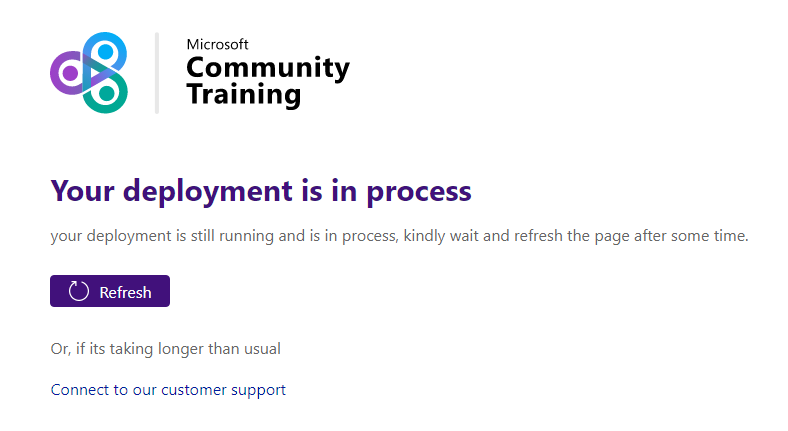 Microsoft
Community
Training
Your deployment is in process
your deployment is still running and is in process, kindly wait and refresh the page after some time.
Refresh
Or, if its taking longer than usual
Connect to our customer support